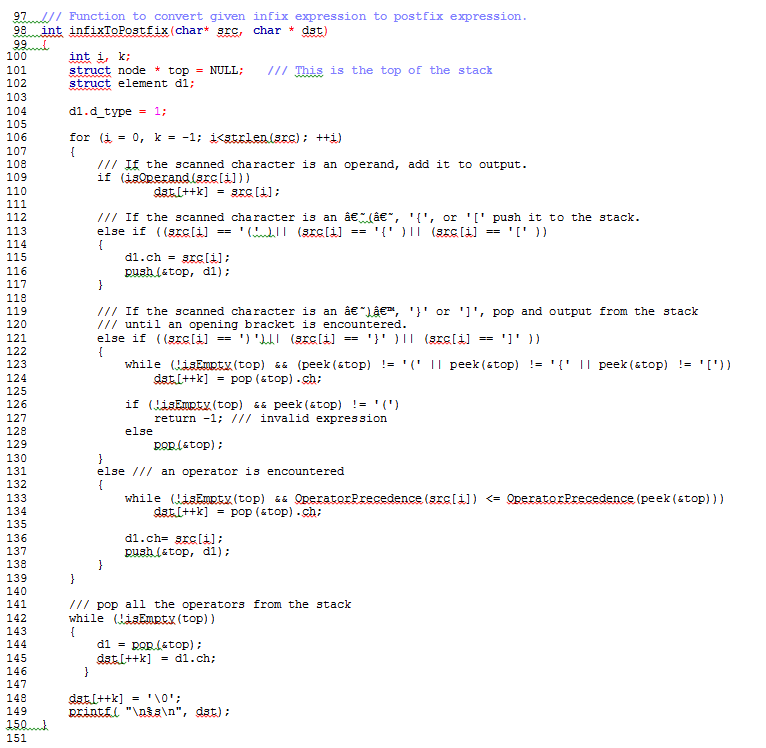 97 /// Function to convert given infix expression to postfix expression.
98 int infixToPostfix(char* src, char * dst)
99 {
100 int i, k;
101 struct node * top = NULL; /// This is the top of the stack
102 struct element d1;
103
104 d1.d_type = 1;
105
106 for (i = 0, k = -1; i<strlen(src); ++i)
107 {
108 /// If the scanned character is an operand, add it to output.
109 if (isOperand(src[i]))
110 dst[++k] = src[i];
111
112 /// If the scanned character is an â€˜(â€˜, '{', or '[' push it to the stack.
113 else if ((src[i] == '(' )|| (src[i] == '{' )|| (src[i] == '[' ))
114 {
115 d1.ch = src[i];
116 push(&top, d1);
117 }
118
119 /// If the scanned character is an â€˜)â€™, '}' or ']', pop and output from the stack
120 /// until an opening bracket is encountered.
121 else if ((src[i] == ')')|| (src[i] == '}' )|| (src[i] == ']' ))
122 {
123 while (!isEmpty(top) && (peek(&top) != '(' || peek(&top) != '{' || peek(&top) != '['))
124 dst[++k] = pop(&top).ch;
125
126 if (!isEmpty(top) && peek(&top) != '(')
127 return -1; /// invalid expression
128 else
129 pop(&top);
130 }
131 else /// an operator is encountered
132 {
133 while (!isEmpty(top) && OperatorPrecedence(src[i]) <= OperatorPrecedence(peek(&top)))
134 dst[++k] = pop(&top).ch;
135
136 d1.ch= src[i];
137 push(&top, d1);
138 }
139 }
140
141 /// pop all the operators from the stack
142 while (!isEmpty(top))
143 {
144 d1 = pop(&top);
145 dst[++k] = d1.ch;
146 }
147
148 dst[++k] = '\0';
149 printf( "\n%s\n", dst);
150 }
151